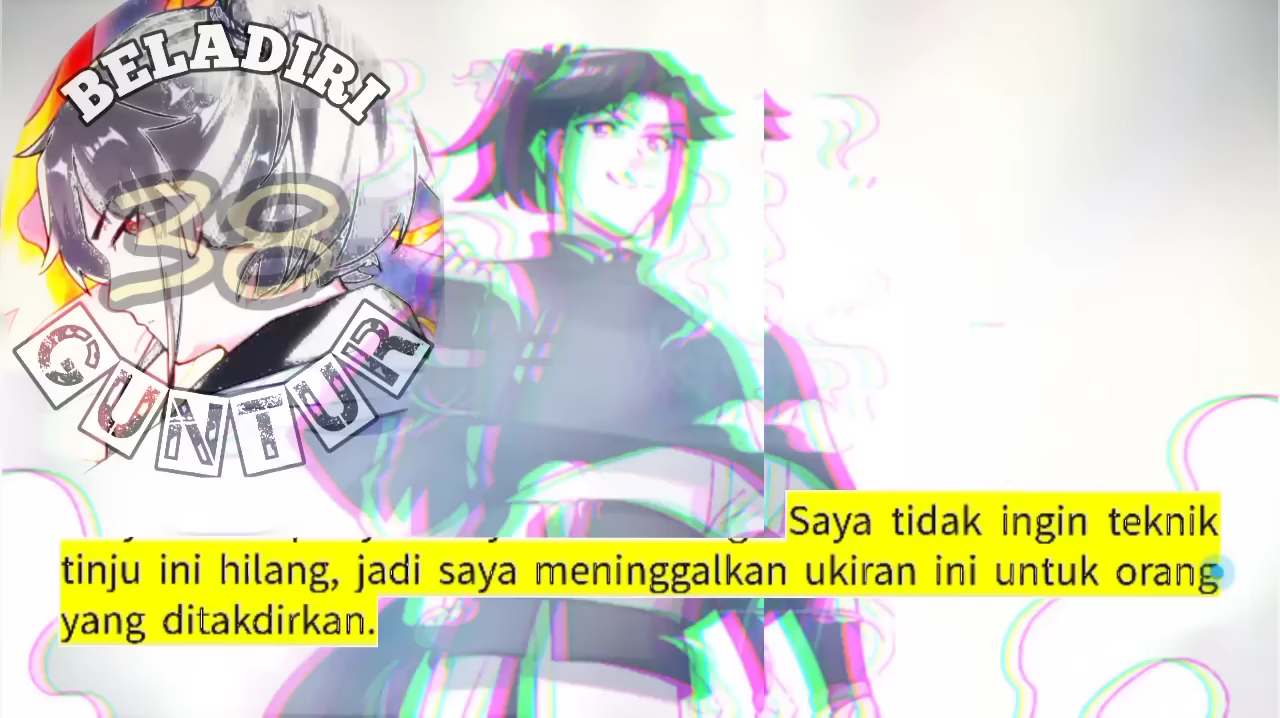 BELADIRI
38
GUNTUR
Saya tidak ingin teknik
tinju ini hilang, jadi saya meninggalkan ukiran ini untuk orang
yang ditakdirkan.